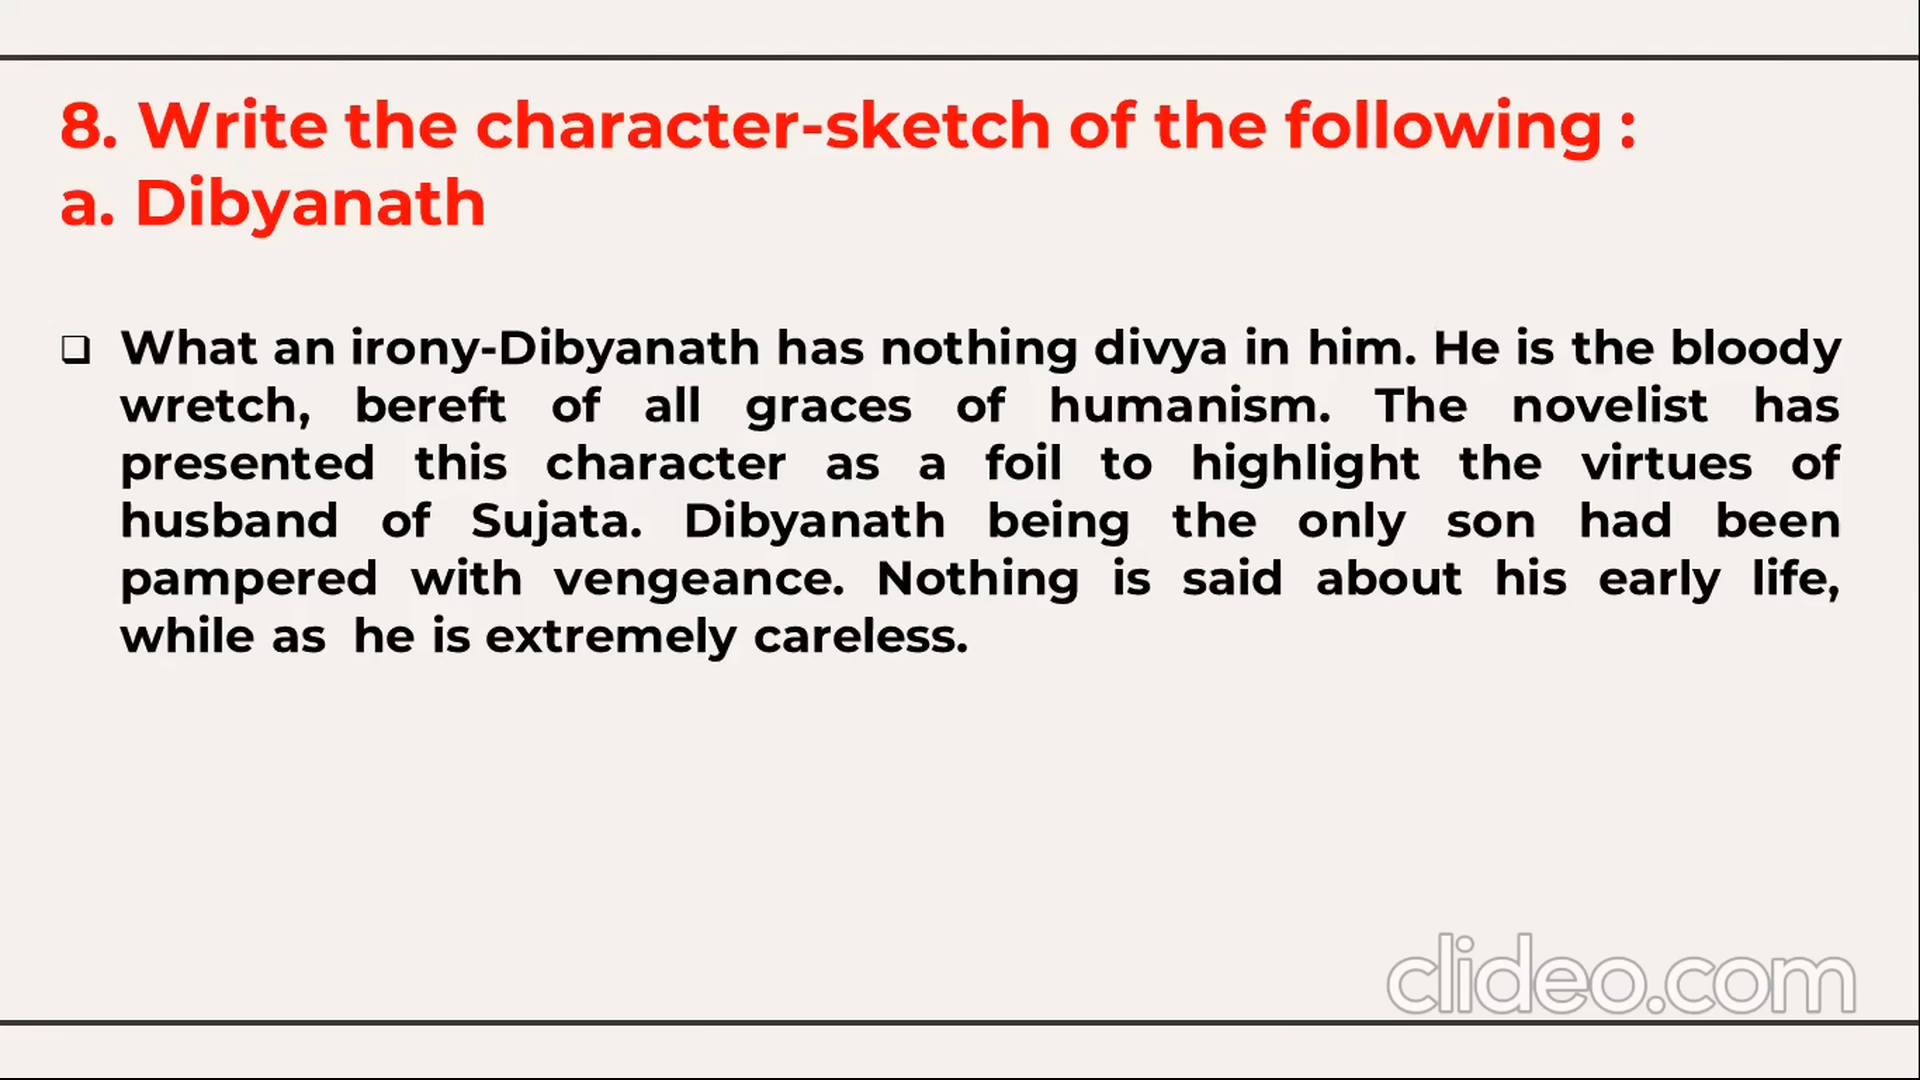 8. Write the character-sketch of the following :
a. Dibyanath
❑ What an irony-Dibyanath has nothing divya in him. He is the bloody
wretch, bereft of all graces of humanism. The novelist has
presented this character as a foil to highlight the virtues of
husband of Sujata. Dibyanath being the only son had been
pampered with vengeance. Nothing is said about his early life,
while as he is extremely careless.
clideo.com